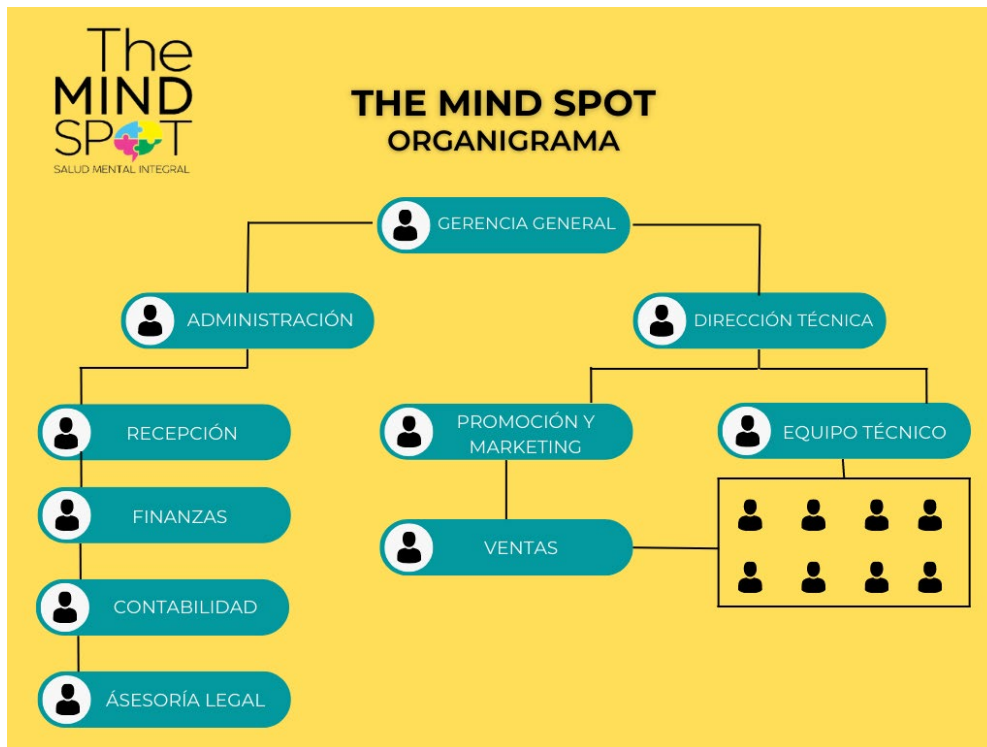 The
MIND
SPOT
SALUD MENTAL INTEGRAL
THE MIND SPOT
ORGANIGRAMA
GERENCIA GENERAL
ADMINISTRACIÓN
DIRECCIÓN TÉCNICA
RECEPCIÓN
PROMOCIÓN Y
MARKETING
EQUIPO TÉCNICO
FINANZAS
VENTAS
CONTABILIDAD
ÁSESORÍA LEGAL